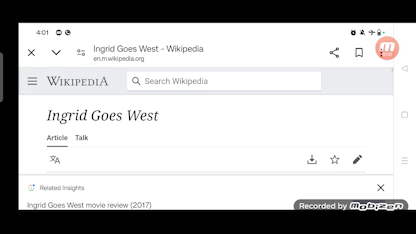 4:01
Ingrid Goes West - Wikipedia
en.m.wikipedia.org
WIKIPEDIA
Search Wikipedia
Ingrid Goes West
Article Talk
Related Insights
Ingrid Goes West movie review (2017)
Recorded by Mobizen